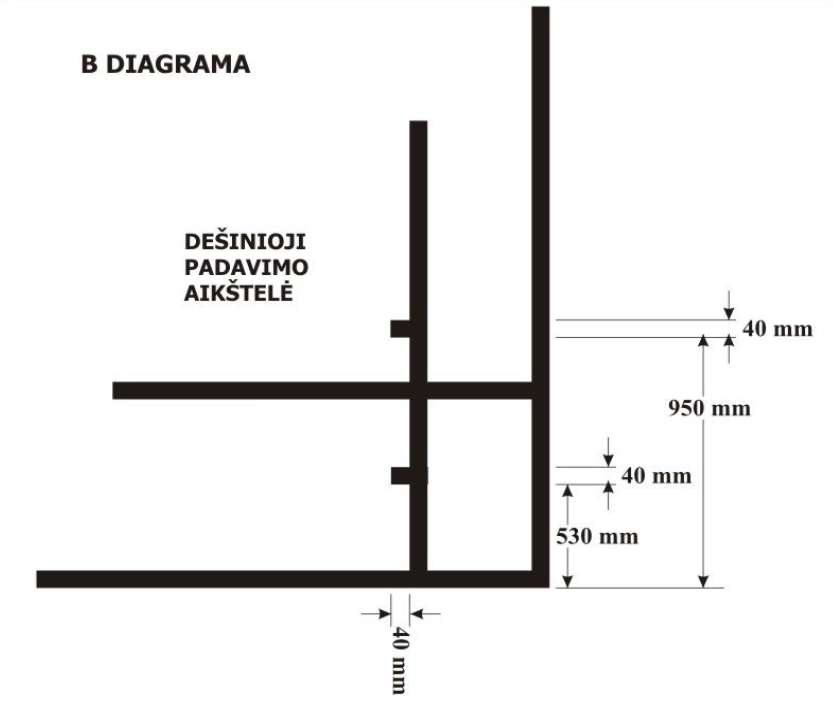 B DIAGRAMA
DEŠINIOJI
PADAVIMO
AIKŠTELĖ
40 mm
950 mm
40 mm
530 mm
40 mm